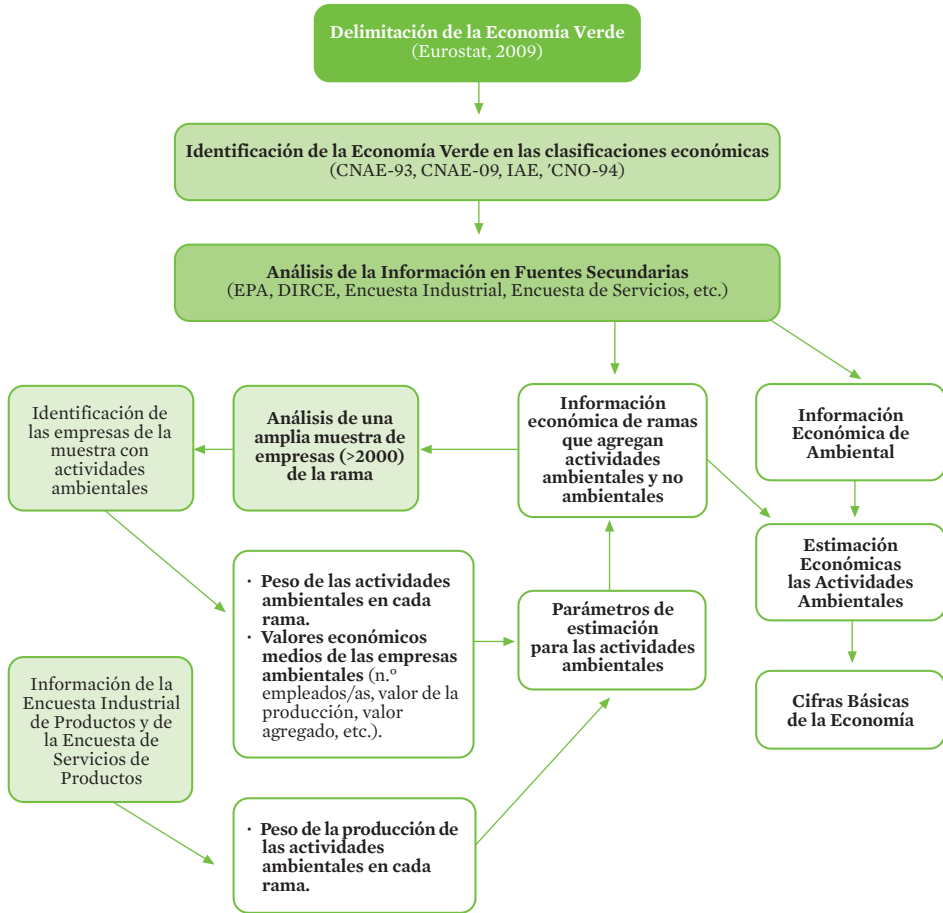 Delimitación de la Economía Verde
(Eurostat, 2009)
Identificación de la Economía Verde en las clasificaciones económicas
(CNAE-93, CNAE-09, IAE, 'CNO-94)
Análisis de la Información en Fuentes Secundarias
(EPA, DIRCE, Encuesta Industrial, Encuesta de Servicios, etc.)
Identificación de
las empresas de la
muestra con
actividades
ambientales
Análisis de una
amplia muestra de
empresas (>2000)
de la rama
Información
económica de ramas
que agregan
actividades
ambientales y no
ambientales
Información
Económica de
Ambiental
· Peso de las actividades
ambientales en cada
rama.
· Valores económicos
medios de las empresas
ambientales (n.º
empleados/as, valor de la
producción, valor
agregado, etc.).
Parámetros de
estimación
para las actividades
ambientales
Estimación
Económicas
las Actividades
Ambientales
Información de la
Encuesta Industrial
de Productos y de
la Encuesta de
Servicios de
Productos
Cifras Básicas
de la Economía
· Peso de la producción de
las actividades
ambientales en cada
rama.